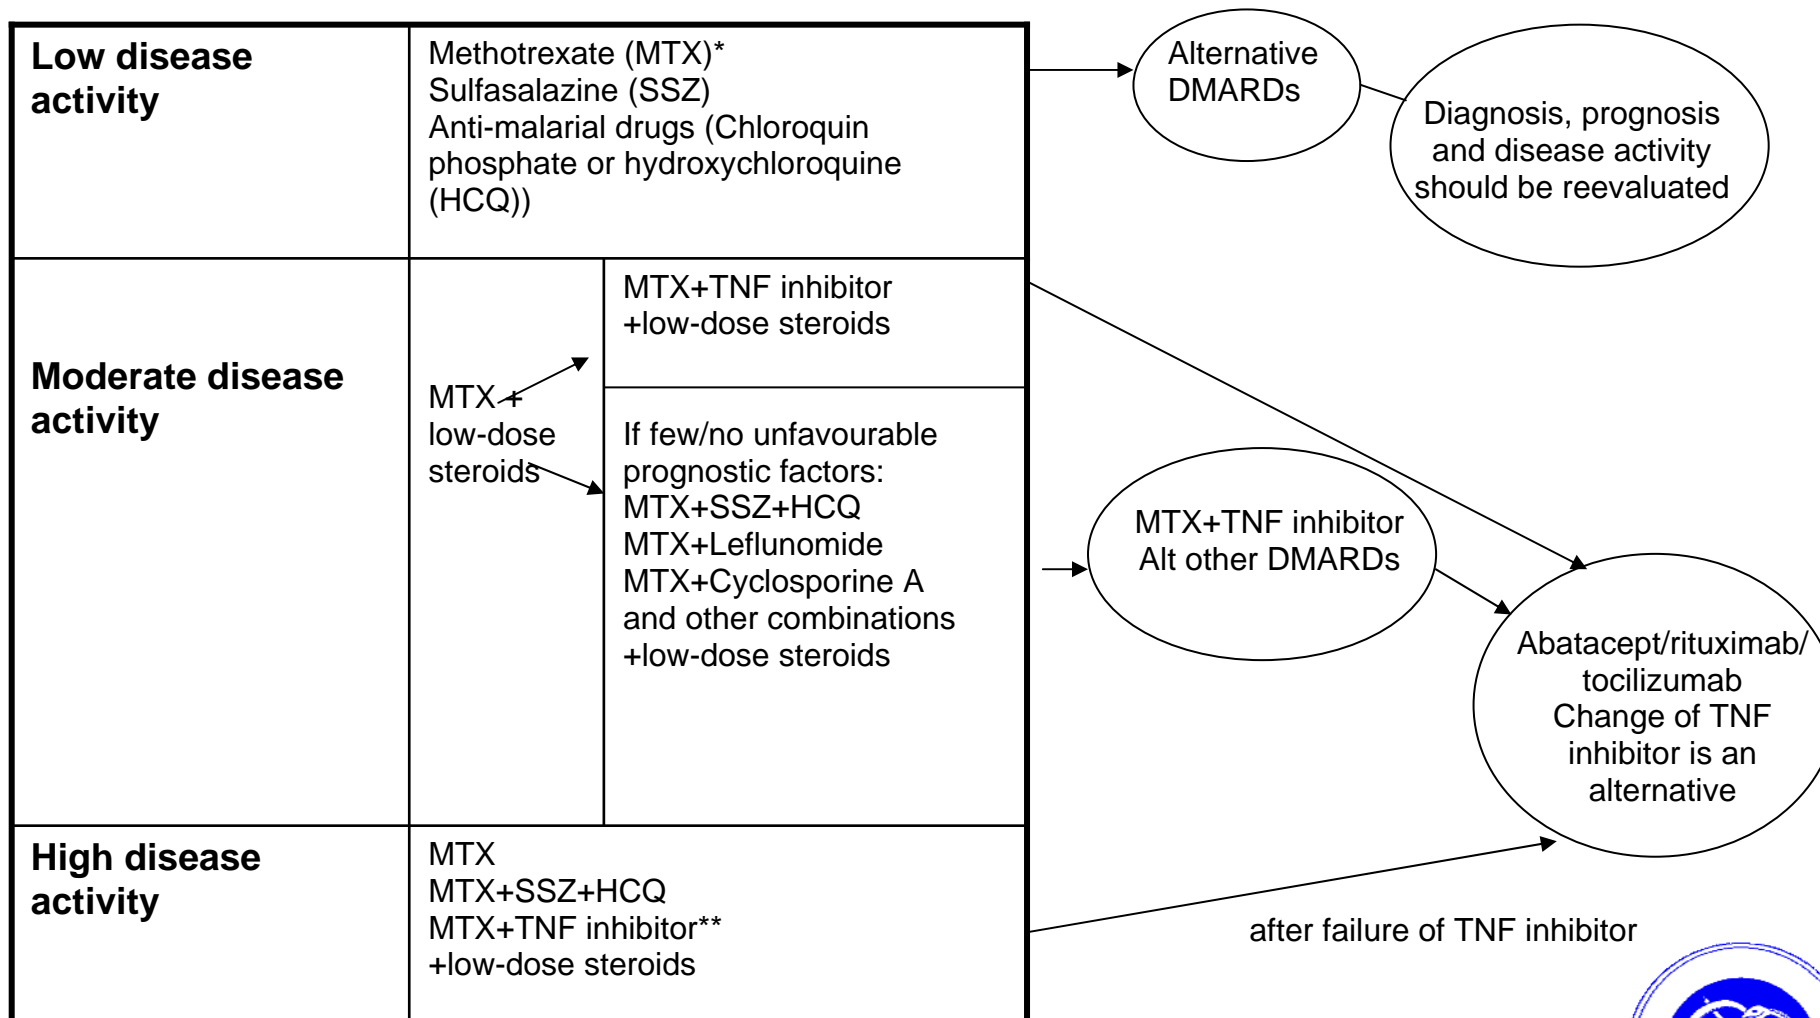 Low disease
activity
Methotrexate (MTX)*
Sulfasalazine (SSZ)
Anti-malarial drugs (Chloroquin
phosphate or hydroxychloroquine
(HCQ))
Alternative
DMARDs
Diagnosis, prognosis
and disease activity
should be reevaluated
Moderate disease
activity
MTX +
low-dose
steroids
MTX+TNF inhibitor
+low-dose steroids
If few/no unfavourable
prognostic factors:
MTX+SSZ+HCQ
MTX+Leflunomide
MTX+Cyclosporine A
and other combinations
+low-dose steroids
MTX+TNF inhibitor
Alt other DMARDs
Abatacept/rituximab/
tocilizumab
Change of TNF
inhibitor is an
alternative
High disease
activity
MTX
MTX+SSZ+HCQ
MTX+TNF inhibitor**
+low-dose steroids
after failure of TNF inhibitor